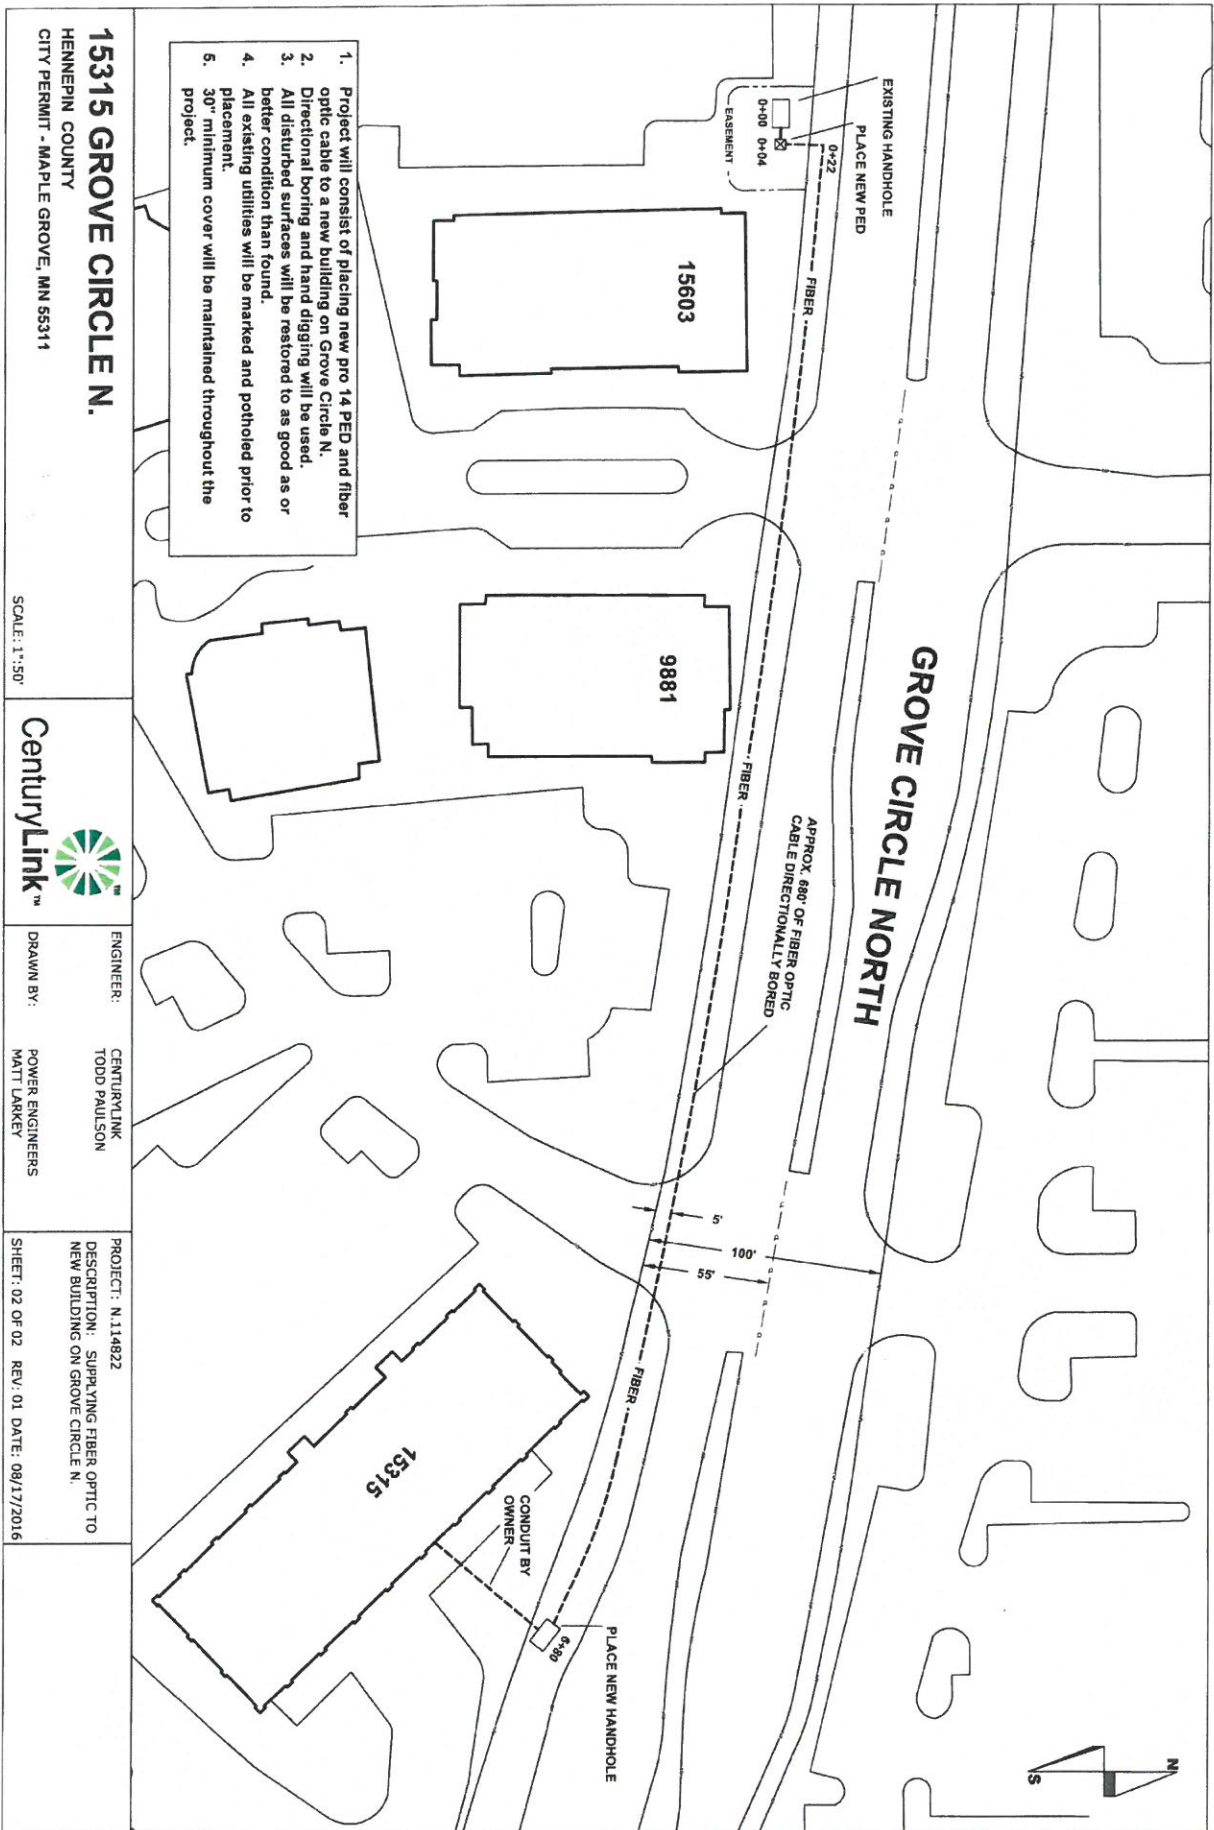 EXISTING HANDHOLE
PLACE NEW PED
0+00
0+04
0+22
EASEMENT
FIBER
15603
GROVE CIRCLE NORTH
9881
FIBER
APPROX. 680' OF FIBER OPTIC
CABLE DIRECTIONALLY BORED
5'
100'
55'
FIBER
15315
CONDUIT BY
OWNER
6+80
PLACE NEW HANDHOLE
N
S
1. Project will consist of placing new pro 14 PED and fiber
optic cable to a new building on Grove Circle N.
2. Directional boring and hand digging will be used.
3. All disturbed surfaces will be restored to as good as or
better condition than found.
4. All existing utilities will be marked and potholed prior to
placement.
5. 30" minimum cover will be maintained throughout the
project.
15315 GROVE CIRCLE N.
HENNEPIN COUNTY
CITY PERMIT - MAPLE GROVE, MN 55311
SCALE: 1":50'
CenturyLink™
ENGINEER: CENTURYLINK
TODD PAULSON
DRAWN BY: POWER ENGINEERS
MATT LARKEY
PROJECT: N.114822
DESCRIPTION: SUPPLYING FIBER OPTIC TO
NEW BUILDING ON GROVE CIRCLE N.
SHEET: 02 OF 02 REV: 01 DATE: 08/17/2016